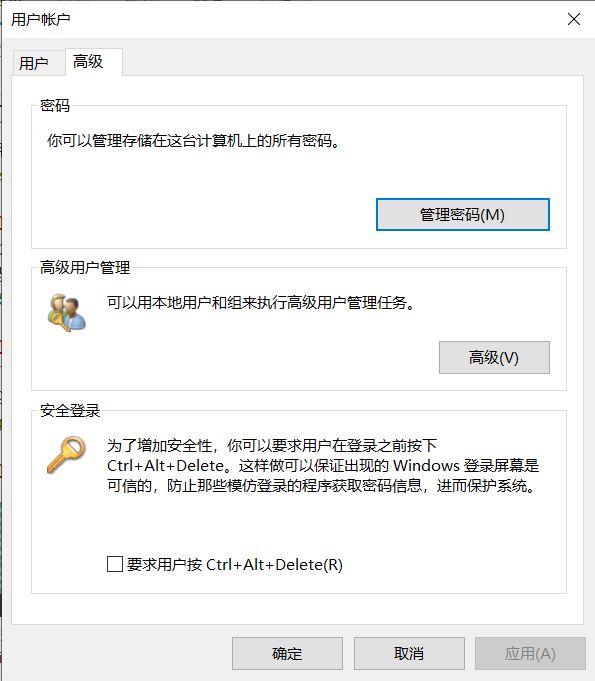 用户帐户
用户
高级
密码
你可以管理存储在这台计算机上的所有密码。
管理密码(M)
高级用户管理
可以用本地用户和组来执行高级用户管理任务。
高级(V)
安全登录
为了增加安全性，你可以要求用户在登录之前按下
Ctrl+Alt+Delete。这样做可以保证出现的 Windows 登录屏幕是
可信的，防止那些模仿登录的程序获取密码信息，进而保护系统。
要求用户按 Ctrl+Alt+Delete(R)
确定
取消
应用(A)